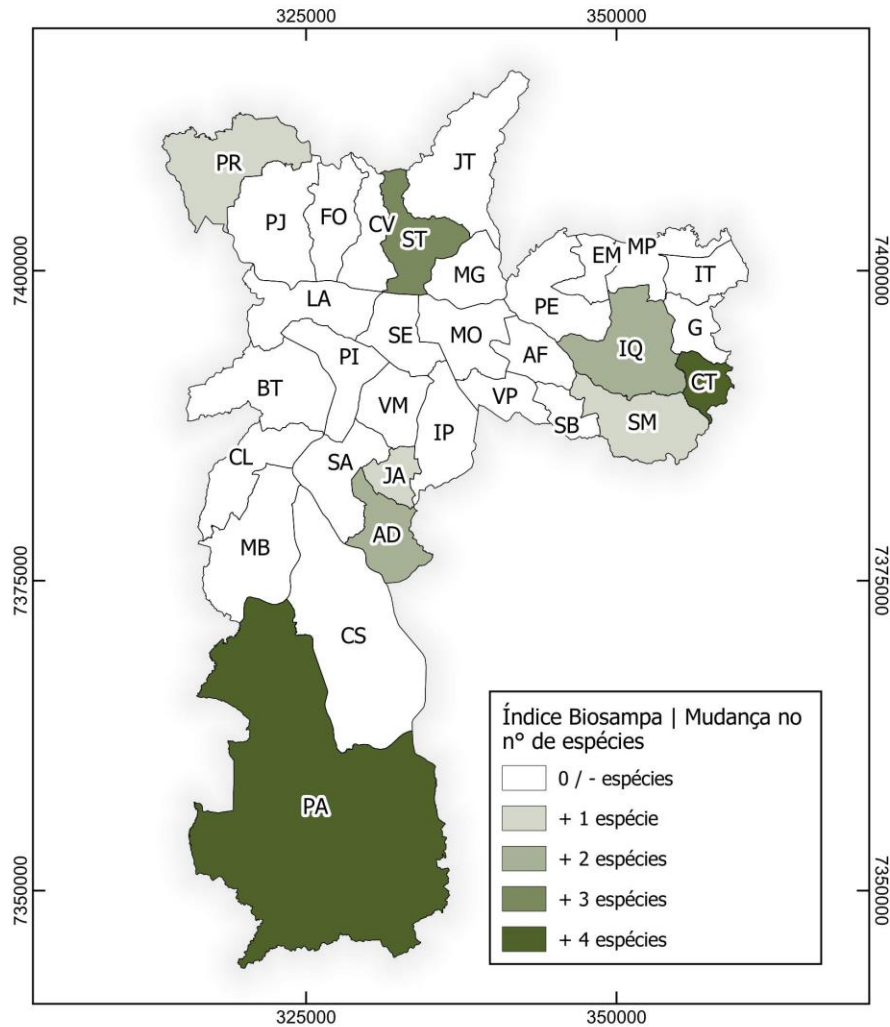 325000
350000
PR
JT
PJ
FO
CV
ST
7400000
EM
MP
7400000
MG
IT
LA
PE
SE
MO
G
PI
AF
IQ
BT
CT
VM
VP
IP
SB
SM
CL
SA
JA
AD
MB
7375000
7375000
CS
Índice Biosampa | Mudança no
n° de espécies
0 / - espécies
+ 1 espécie
PA
+ 2 espécies
+ 3 espécies
+ 4 espécies
7350000
7350000
325000
350000